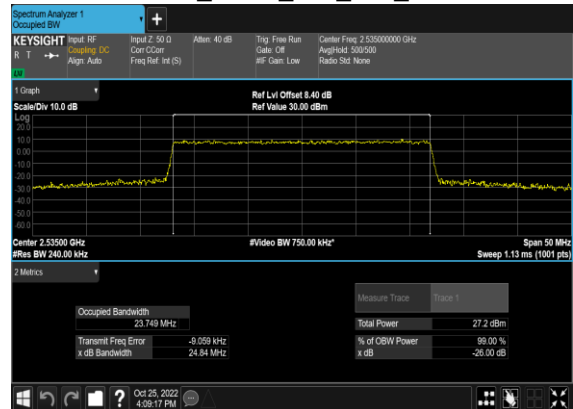 Spectrum Analyzer 1
Occupied BW
+
KEYSIGHT Input: RF Input Z: 50 Ω Atten: 40 dB Trig: Free Run Center Freq: 2.535000000 GHz
R T Coupling: DC Corr CCorr Gate: Off Avg|Hold: 500/500
Align: Auto Freq Ref: Int (S) #IF Gain: Low Radio Std: None
LW
1 Graph
Ref Lvl Offset 8.40 dB
Scale/Div 10.0 dB Ref Value 30.00 dBm
Log
20.0
10.0
0.00
-10.0
-20.0
-30.0
-40.0
-50.0
-60.0
Center 2.53500 GHz #Video BW 750.00 kHz* Span 50 MHz
#Res BW 240.00 kHz Sweep 1.13 ms (1001 pts)
2 Metrics
Measure Trace Trace 1
Occupied Bandwidth
23.749 MHz Total Power 27.2 dBm
Transmit Freq Error -9.059 kHz % of OBW Power 99.00 %
x dB Bandwidth 24.84 MHz x dB -26.00 dB
? Oct 25, 2022
4:09:17 PM